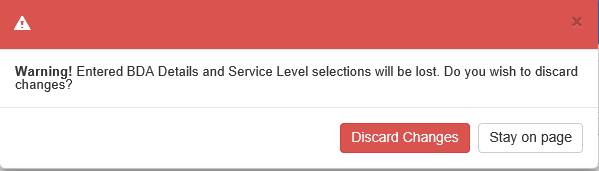 ×
Warning! Entered BDA Details and Service Level selections will be lost. Do you wish to discard
changes?
Discard Changes Stay on page